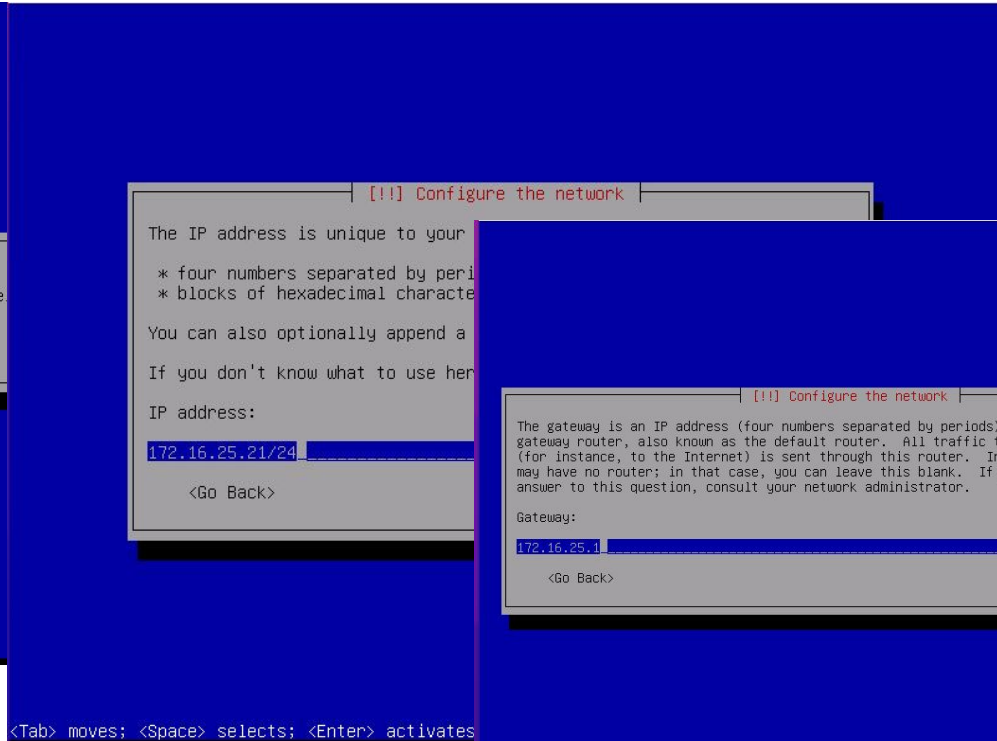 [!!] Configure the network
The IP address is unique to your
* four numbers separated by peri
* blocks of hexadecimal characte
You can also optionally append a
If you don't know what to use her
IP address:
172.16.25.21/24
<Go Back>
<Tab> moves; <Space> selects; <Enter> activates
[!!] Configure the network
The gateway is an IP address (four numbers separated by periods)
gateway router, also known as the default router.  All traffic t
(for instance, to the Internet) is sent through this router.  In
may have no router; in that case, you can leave this blank.  If
answer to this question, consult your network administrator.
Gateway:
172.16.25.1
<Go Back>